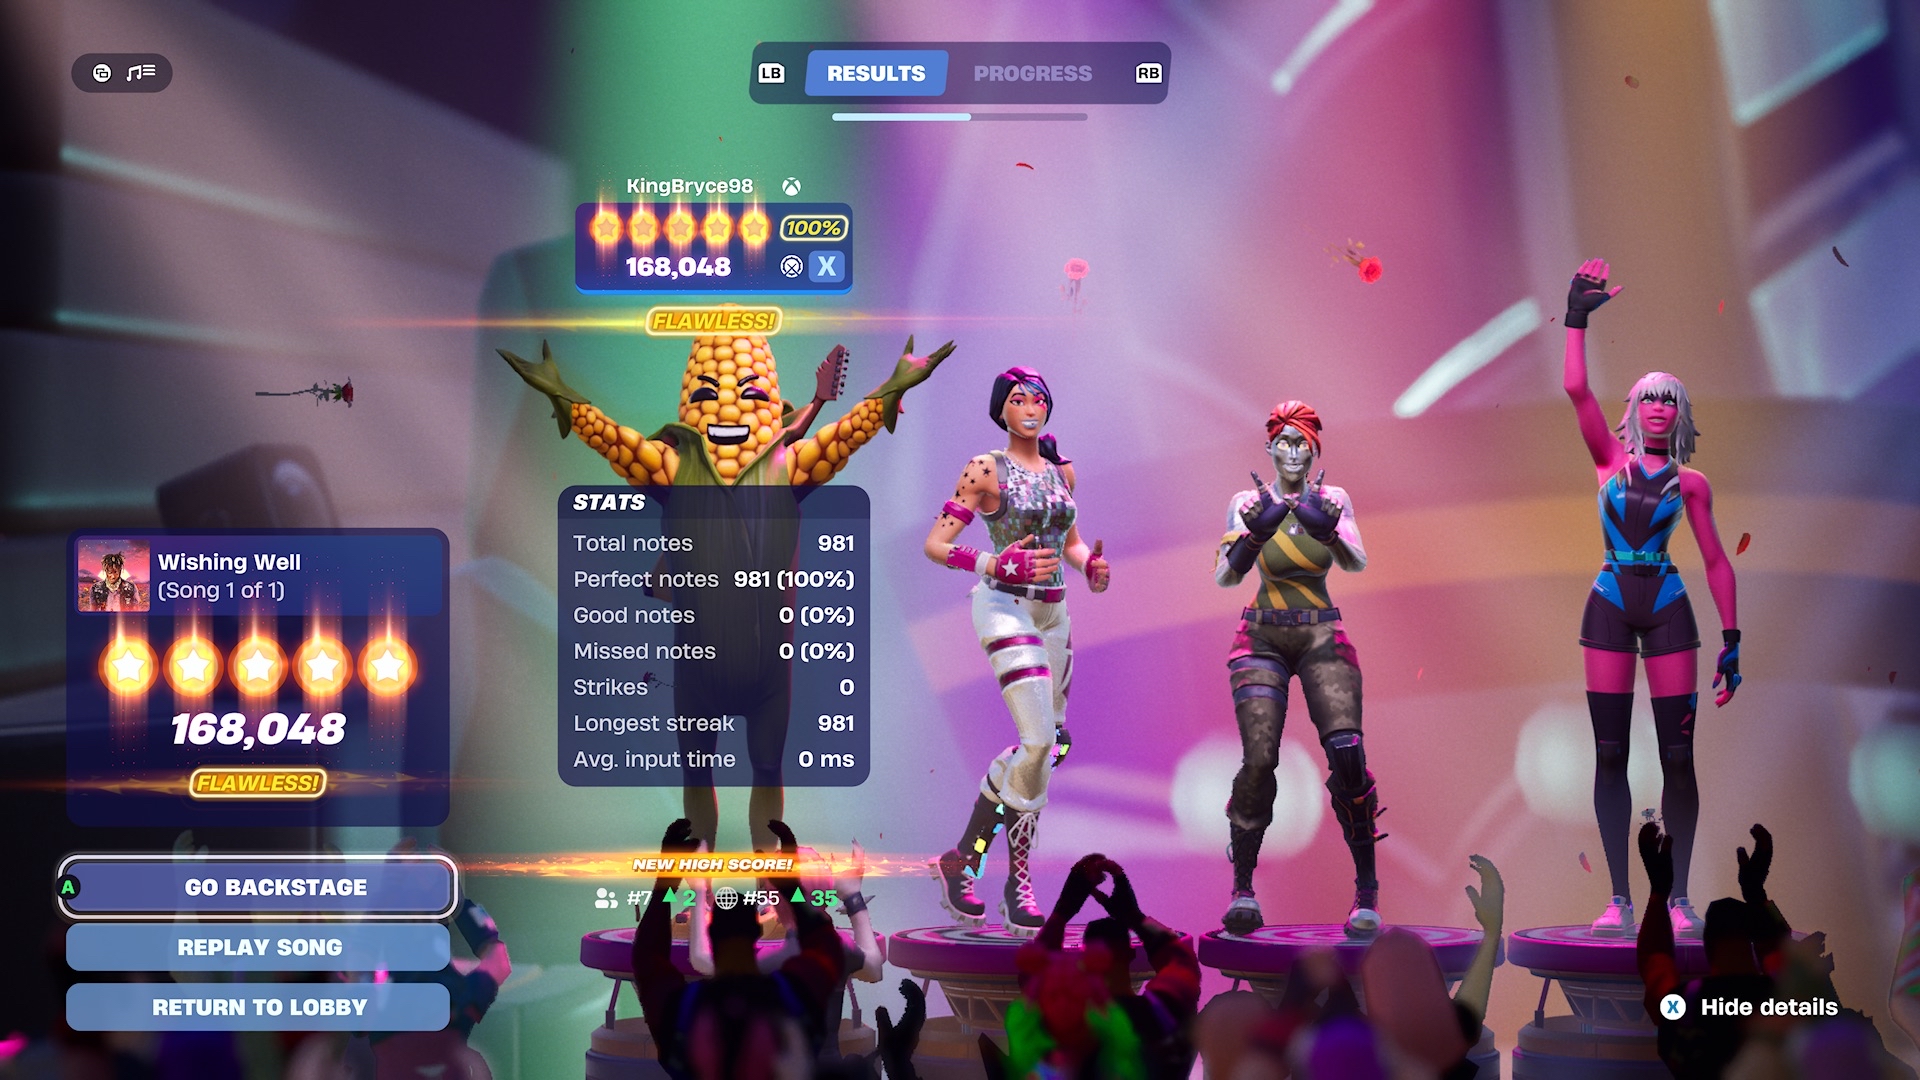 LB RESULTS PROGRESS RB
KingBryce98
100%
168,048 X
FLAWLESS!
STATS
Total notes 981
Perfect notes 981 (100%)
Good notes 0 (0%)
Missed notes 0 (0%)
Strikes 0
Longest streak 981
Avg. input time 0 ms
NEW HIGH SCORE!
#7 ▲2 #55 ▲35
Wishing Well
(Song 1 of 1)
168,048
FLAWLESS!
A GO BACKSTAGE
REPLAY SONG
RETURN TO LOBBY
X Hide details